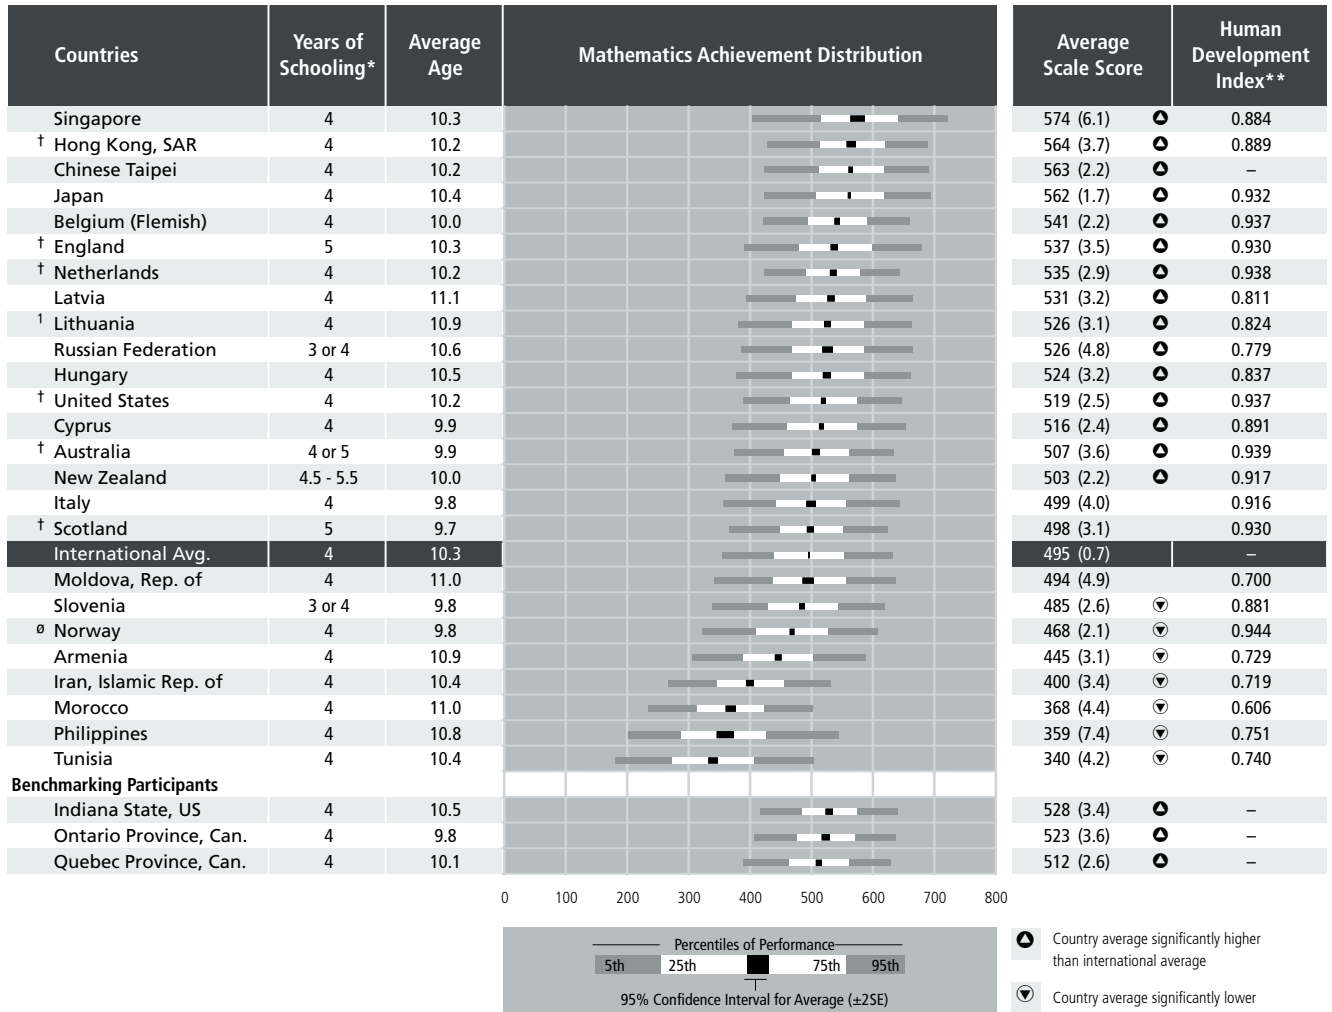 Countries Years of Schooling* Average Age Mathematics Achievement Distribution Average Scale Score Human Development Index**
Singapore 4 10.3 574 (6.1) 0.884
† Hong Kong, SAR 4 10.2 564 (3.7) 0.889
Chinese Taipei 4 10.2 563 (2.2) –
Japan 4 10.4 562 (1.7) 0.932
Belgium (Flemish) 4 10.0 541 (2.2) 0.937
† England 5 10.3 537 (3.5) 0.930
† Netherlands 4 10.2 535 (2.9) 0.938
Latvia 4 11.1 531 (3.2) 0.811
¹ Lithuania 4 10.9 526 (3.1) 0.824
Russian Federation 3 or 4 10.6 526 (4.8) 0.779
Hungary 4 10.5 524 (3.2) 0.837
† United States 4 10.2 519 (2.5) 0.937
Cyprus 4 9.9 516 (2.4) 0.891
† Australia 4 or 5 9.9 507 (3.6) 0.939
New Zealand 4.5 - 5.5 10.0 503 (2.2) 0.917
Italy 4 9.8 499 (4.0) 0.916
† Scotland 5 9.7 498 (3.1) 0.930
International Avg. 4 10.3 495 (0.7) –
Moldova, Rep. of 4 11.0 494 (4.9) 0.700
Slovenia 3 or 4 9.8 485 (2.6) 0.881
ø Norway 4 9.8 468 (2.1) 0.944
Armenia 4 10.9 445 (3.1) 0.729
Iran, Islamic Rep. of 4 10.4 400 (3.4) 0.719
Morocco 4 11.0 368 (4.4) 0.606
Philippines 4 10.8 359 (7.4) 0.751
Tunisia 4 10.4 340 (4.2) 0.740
Benchmarking Participants
Indiana State, US 4 10.5 528 (3.4) –
Ontario Province, Can. 4 9.8 523 (3.6) –
Quebec Province, Can. 4 10.1 512 (2.6) –
0 100 200 300 400 500 600 700 800
Percentiles of Performance
5th 25th 75th 95th
95% Confidence Interval for Average (±2SE)
Country average significantly higher
than international average
Country average significantly lower